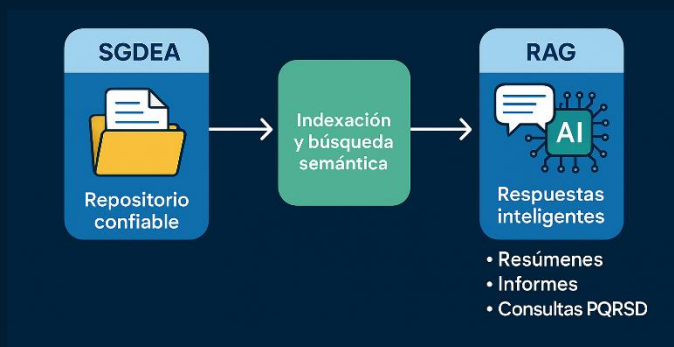 SGDEA
Repositorio
confiable
Indexación
y búsqueda
semántica
RAG
AI
Respuestas
inteligentes
• Resúmenes
• Informes
• Consultas PQRSD